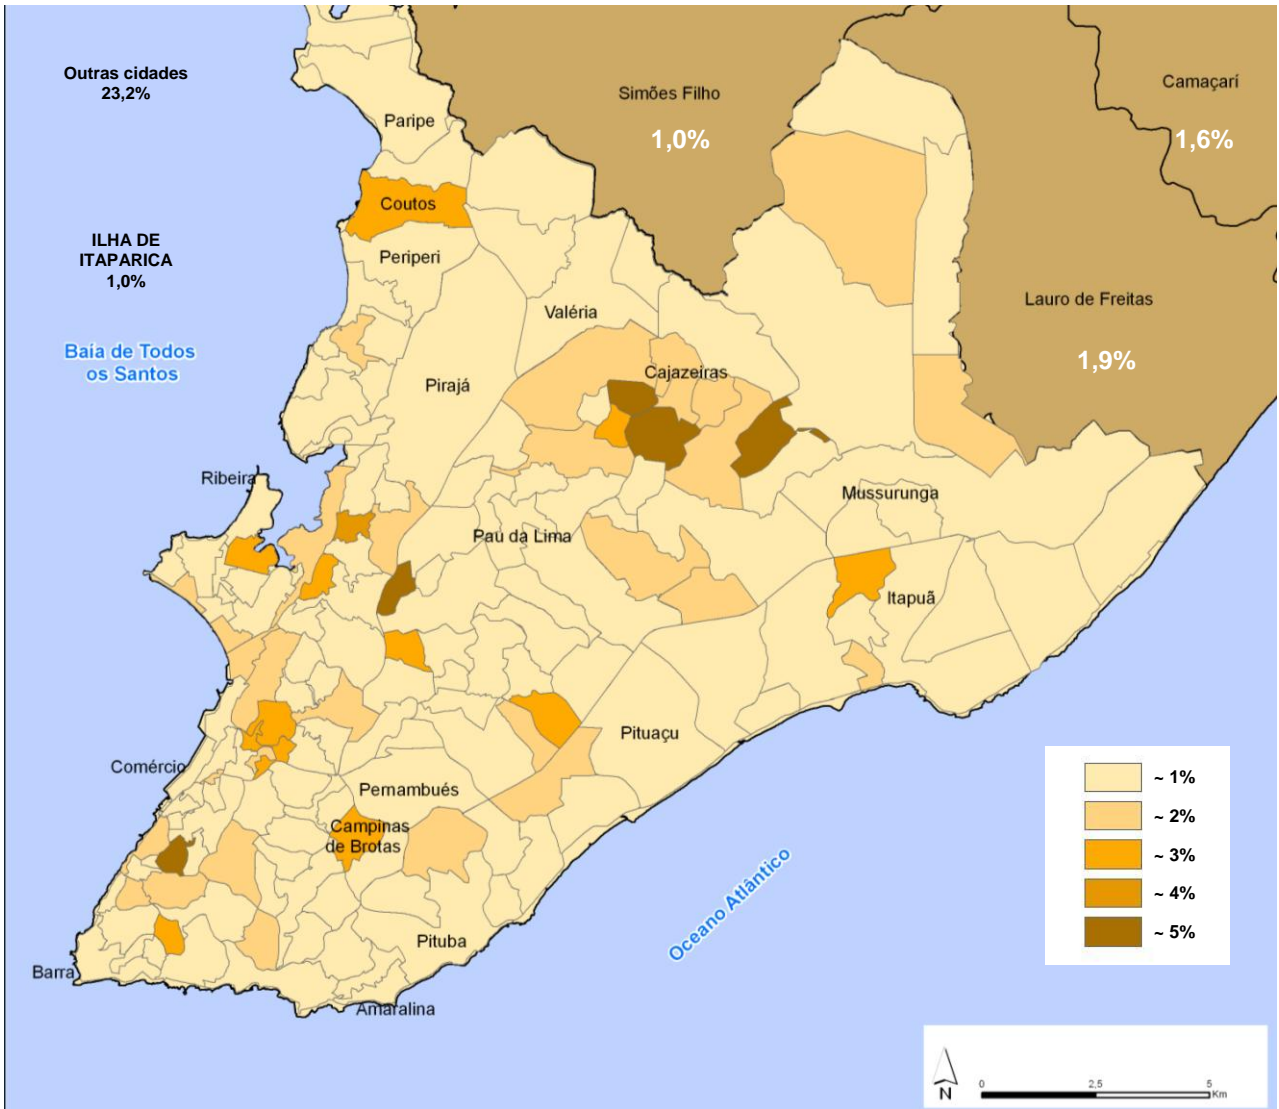 Outras cidades
23,2%
Simões Filho
1,0%
Camaçarí
1,6%
Paripe
Coutos
ILHA DE
ITAPARICA
1,0%
Periperi
Lauro de Freitas
1,9%
Valéria
Baía de Todos
os Santos
Cajazeiras
Pirajá
Ribeira
Mussurunga
Pau da Lima
Itapuã
Pituaçu
Comércio
Pernambués
Campinas
de Brotas
~ 1%
~ 2%
~ 3%
~ 4%
~ 5%
Oceano Atlântico
Pituba
Barra
Amaralina
N
0 2,5 5
Km